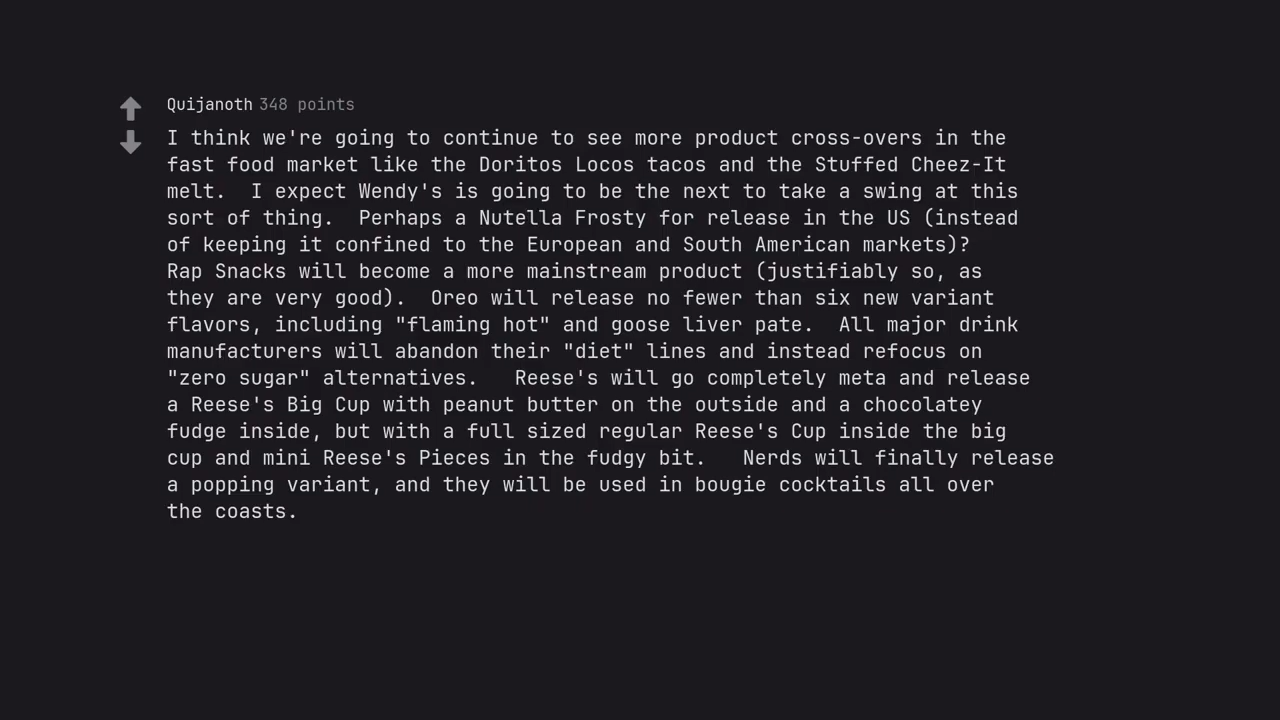 Quijanoth 348 points
I think we're going to continue to see more product cross-overs in the
fast food market like the Doritos Locos tacos and the Stuffed Cheez-It
melt.  I expect Wendy's is going to be the next to take a swing at this
sort of thing.  Perhaps a Nutella Frosty for release in the US (instead
of keeping it confined to the European and South American markets)?
Rap Snacks will become a more mainstream product (justifiably so, as
they are very good).  Oreo will release no fewer than six new variant
flavors, including "flaming hot" and goose liver pate.  All major drink
manufacturers will abandon their "diet" lines and instead refocus on
"zero sugar" alternatives.   Reese's will go completely meta and release
a Reese's Big Cup with peanut butter on the outside and a chocolatey
fudge inside, but with a full sized regular Reese's Cup inside the big
cup and mini Reese's Pieces in the fudgy bit.   Nerds will finally release
a popping variant, and they will be used in bougie cocktails all over
the coasts.